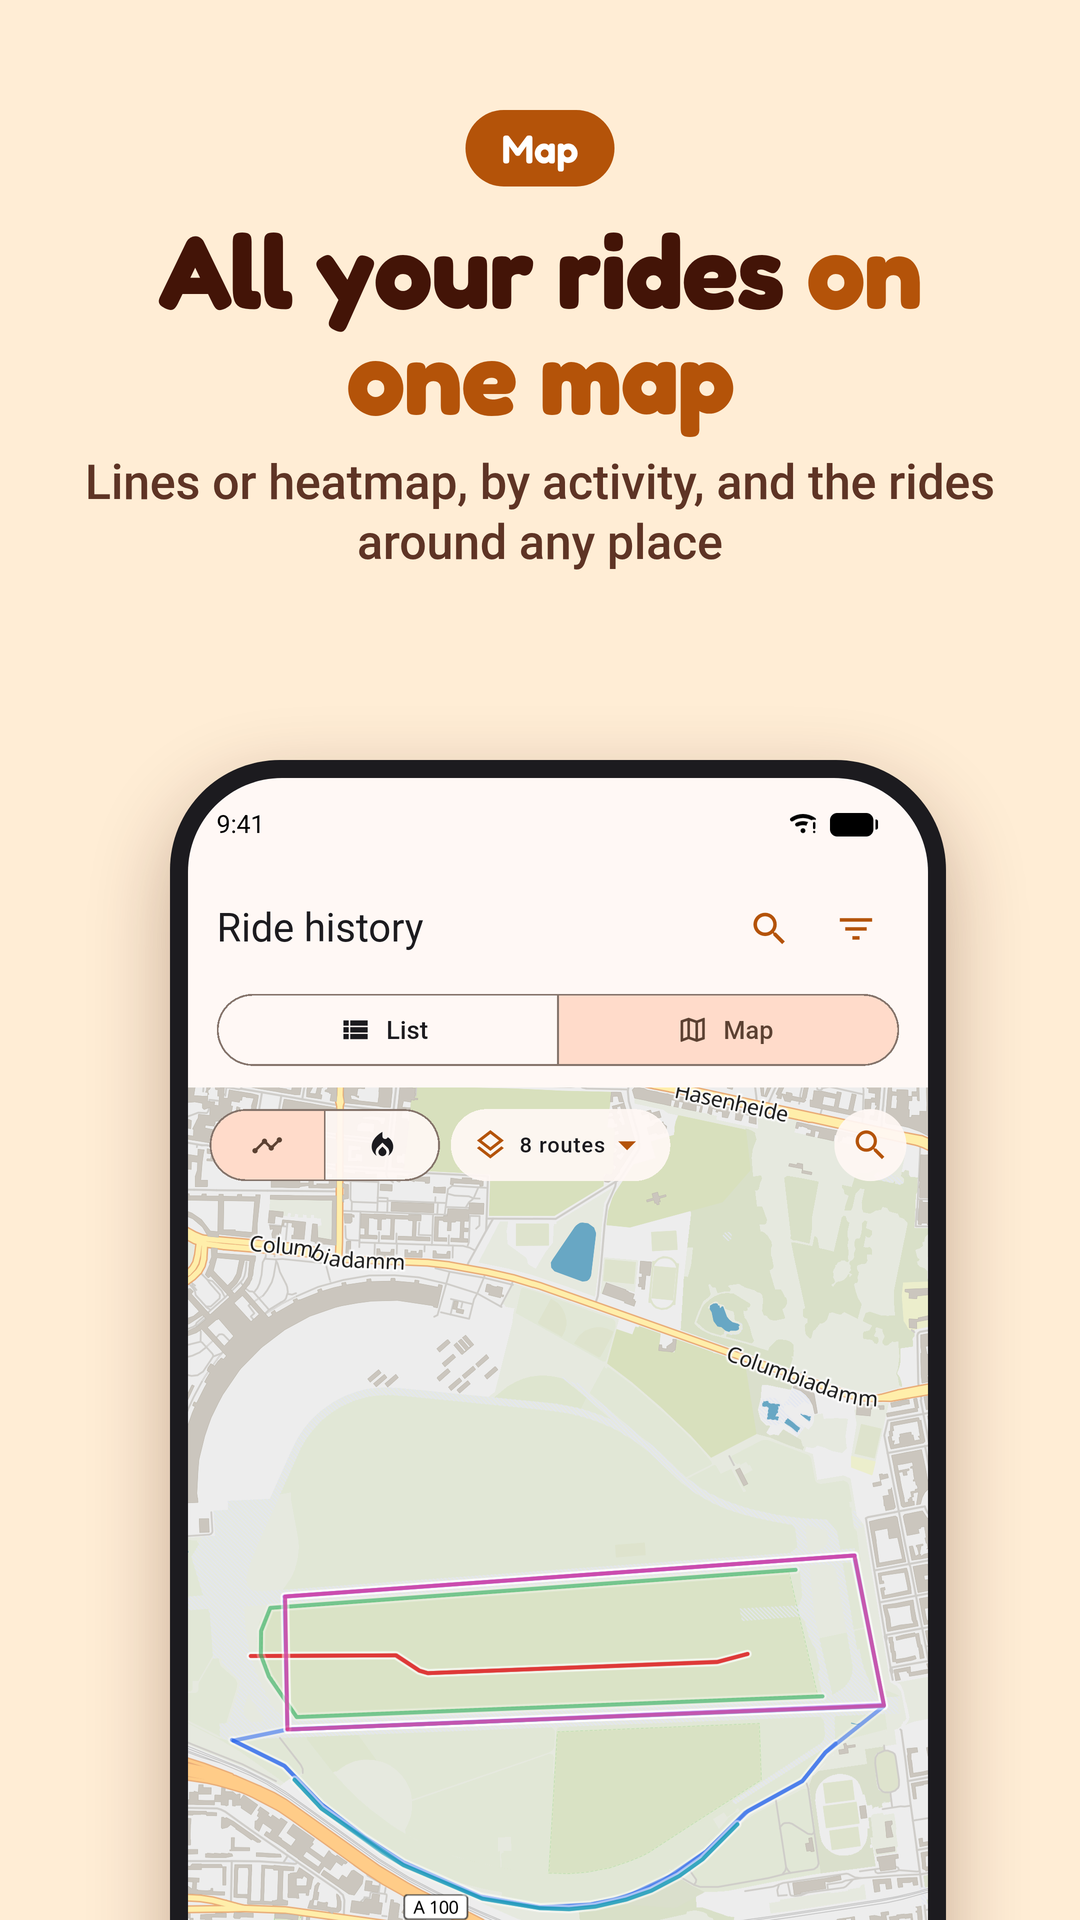 Map
All your rides on
one map
Lines or heatmap, by activity, and the rides
around any place
9:41
Ride history
List
Map
Hasenheide
8 routes
Columbiadamm
Columbiadamm
A 100